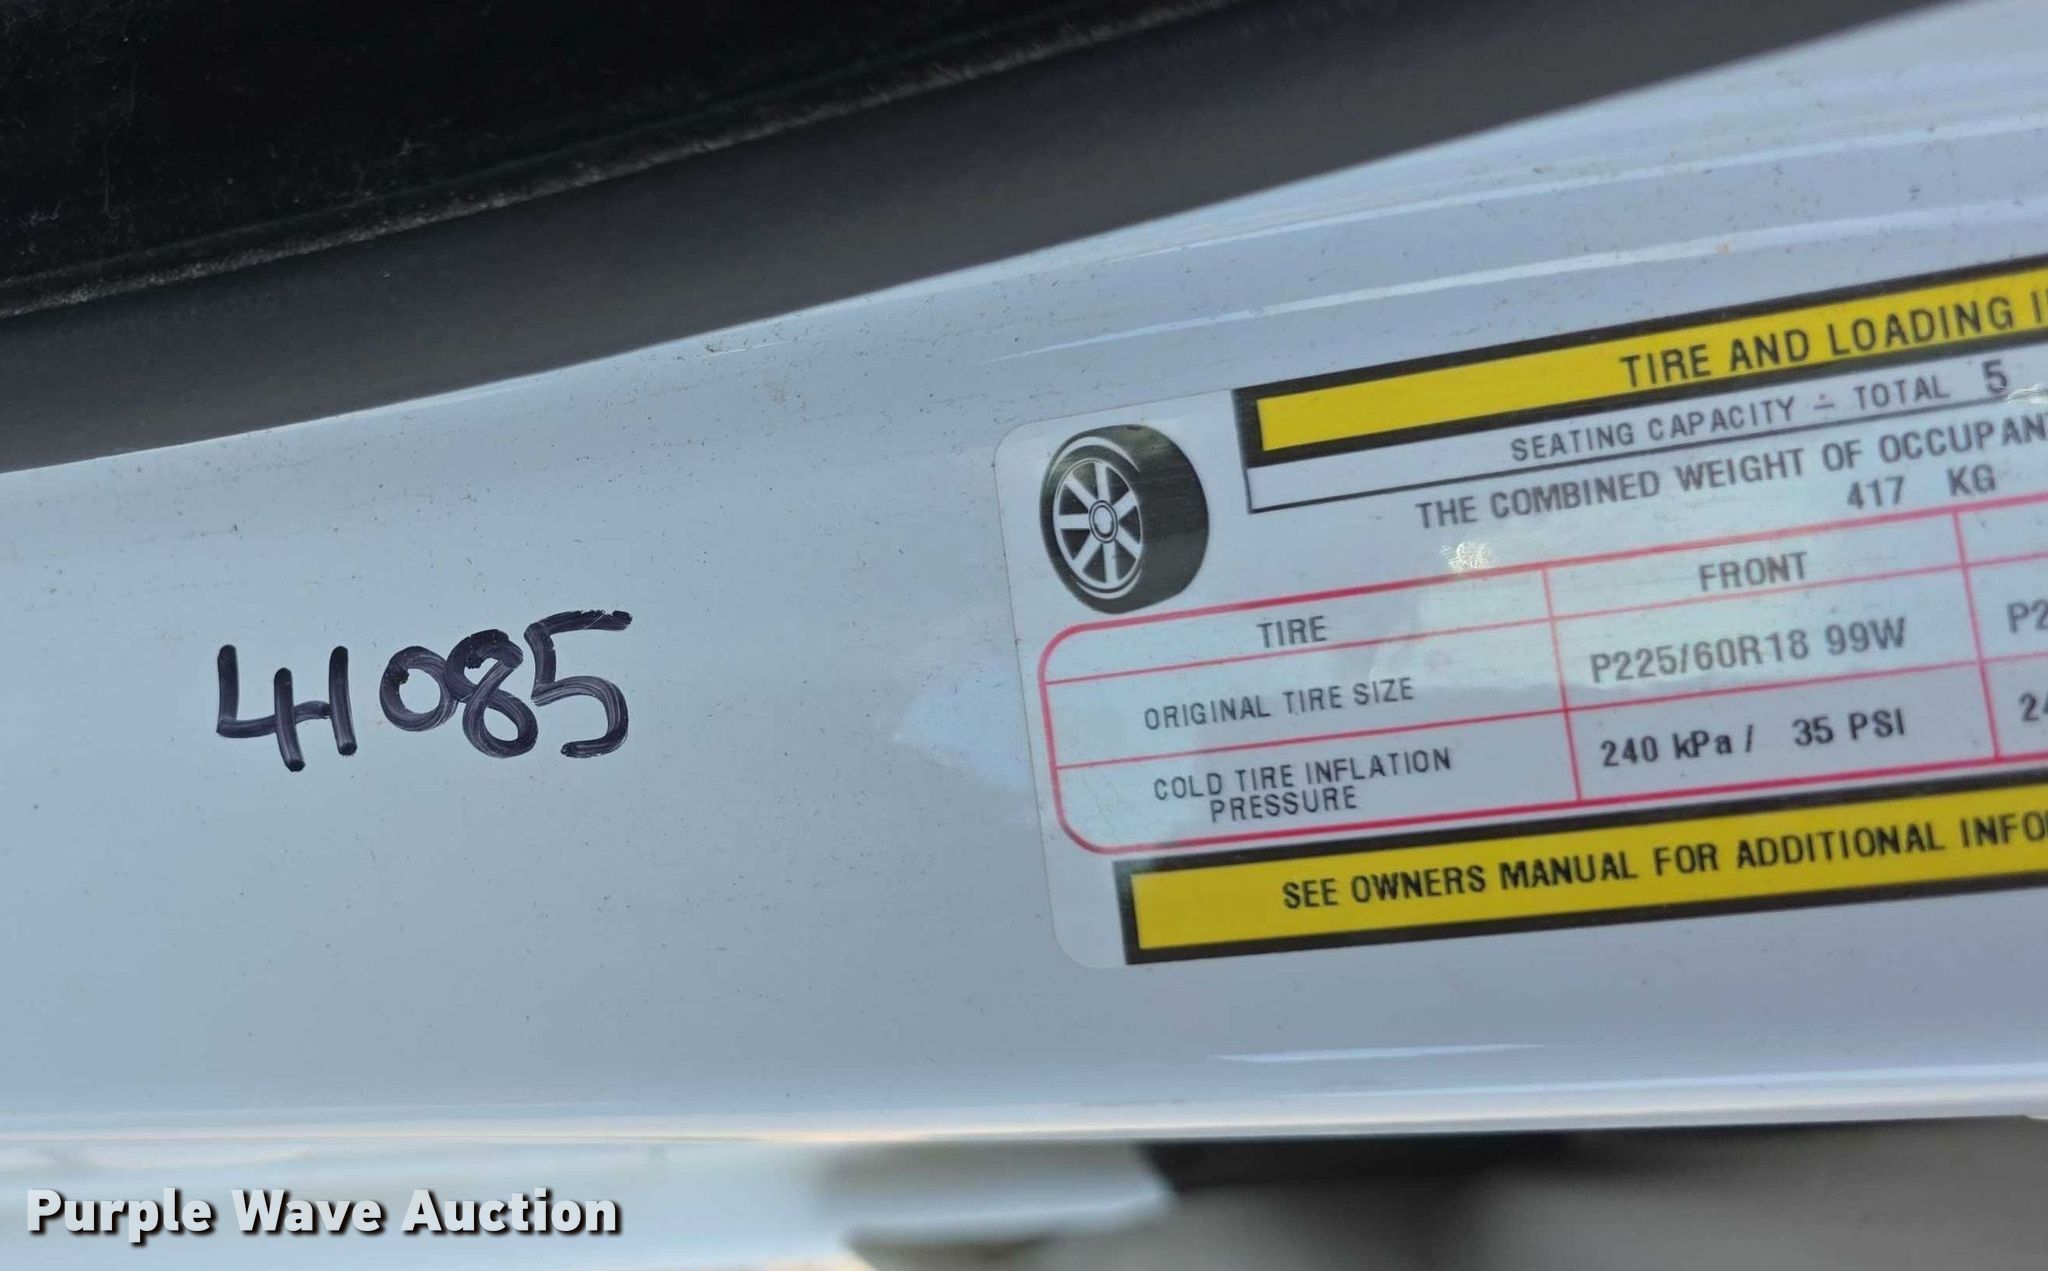 41085
TIRE AND LOADING
SEATING CAPACITY - TOTAL 5
THE COMBINED WEIGHT OF
417 KG
TIRE FRONT
ORIGINAL TIRE SIZE P225/60R18 99W
COLD TIRE INFLATION PRESSURE 240 kPa / 35 PSI
SEE OWNERS MANUAL FOR ADDITIONAL
Purple Wave Auction